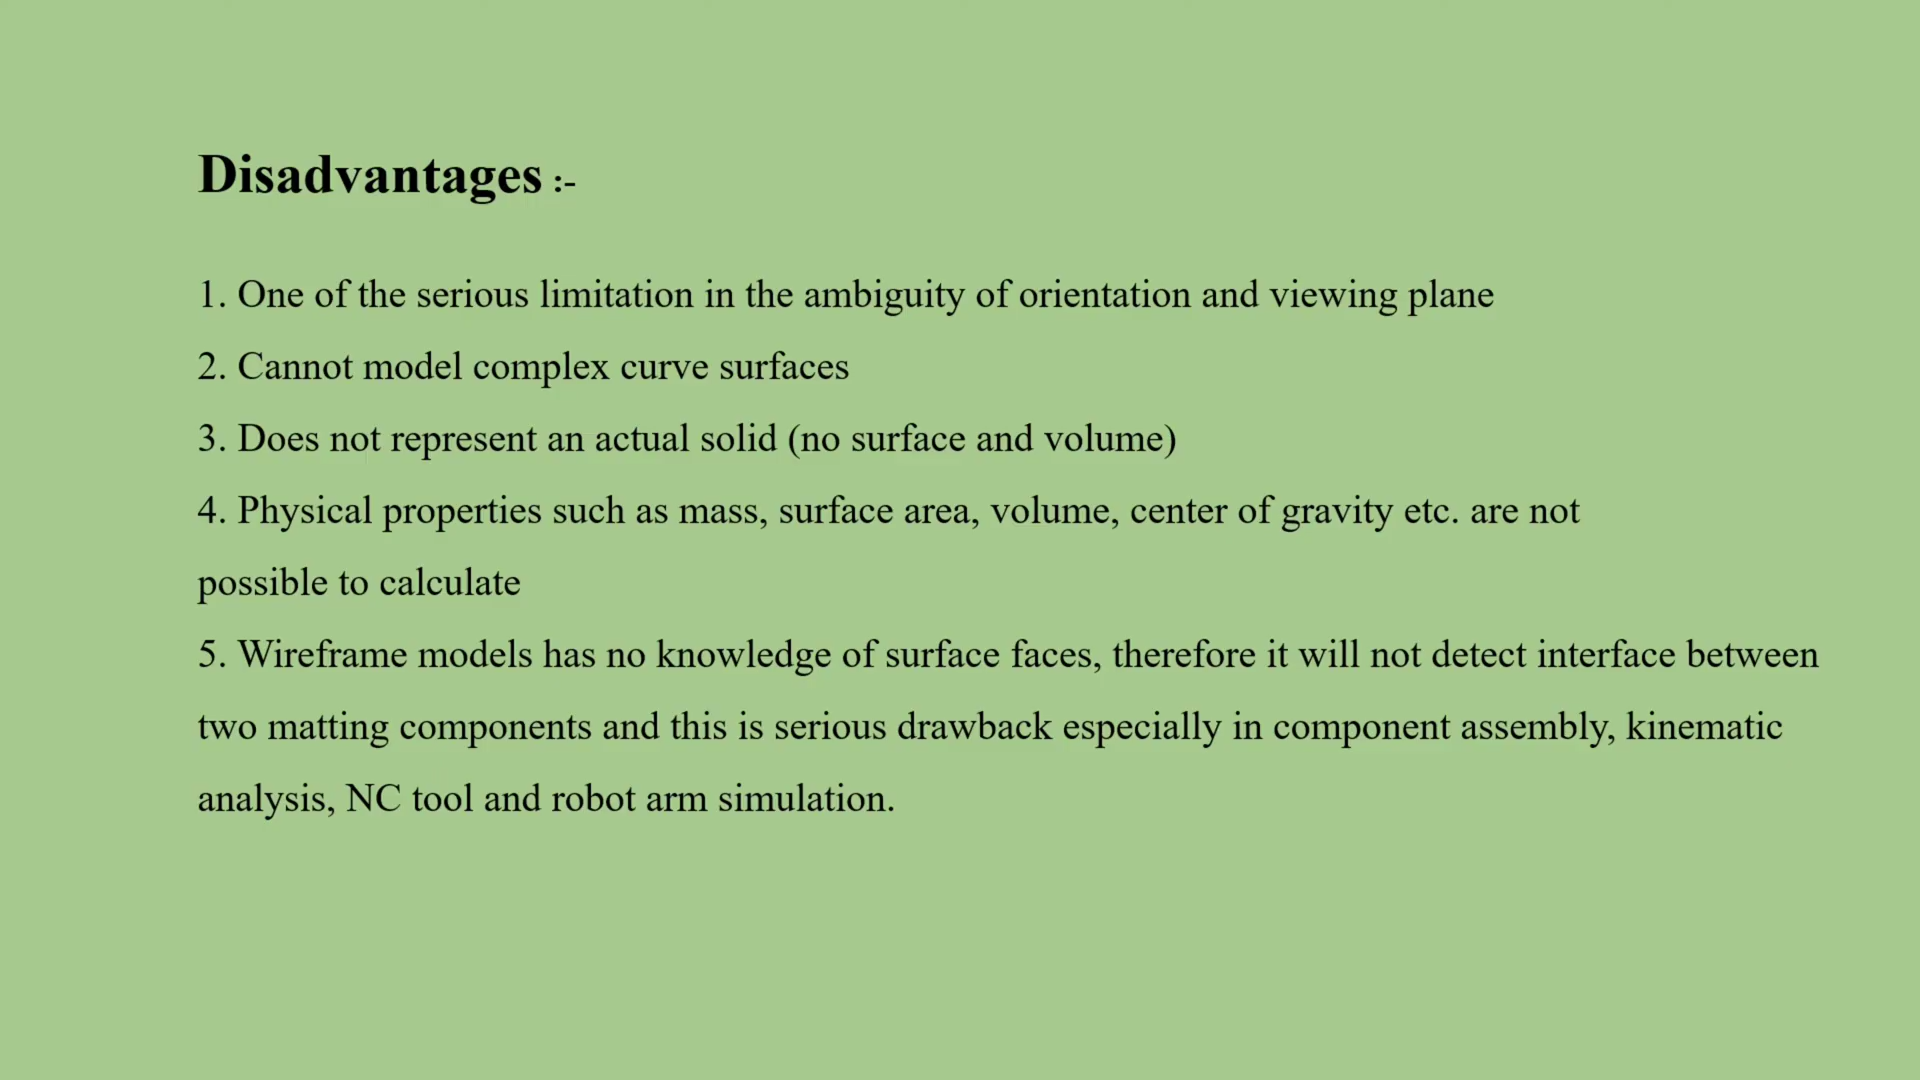 Disadvantages :-
1. One of the serious limitation in the ambiguity of orientation and viewing plane
2. Cannot model complex curve surfaces
3. Does not represent an actual solid (no surface and volume)
4. Physical properties such as mass, surface area, volume, center of gravity etc. are not
possible to calculate
5. Wireframe models has no knowledge of surface faces, therefore it will not detect interface between
two matting components and this is serious drawback especially in component assembly, kinematic
analysis, NC tool and robot arm simulation.